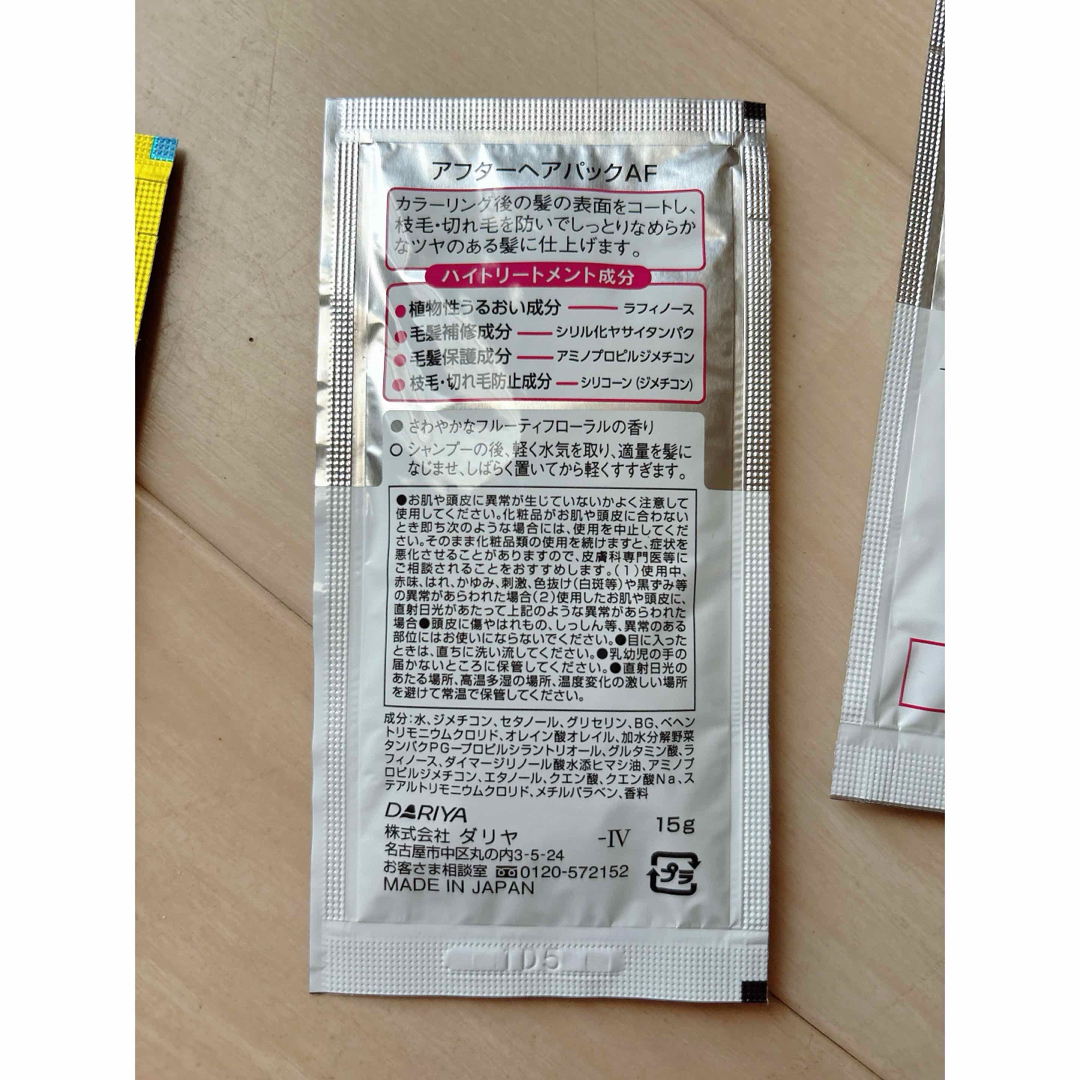 アフターヘアパックAF
カラーリング後の髪の表面をコートし、
枝毛・切れ毛を防いでしっとりなめらか
なツヤのある髪に仕上げます。
ハイトリートメント成分
●植物性うるおい成分 ── ラフィノース
●毛髪補修成分 ── シリル化ヤサイタンパク
●毛髪保護成分 ── アミノプロピルジメチコン
●枝毛・切れ毛防止成分 ─ シリコーン(ジメチコン)
●さわやかなフルーティフローラルの香り
○シャンプーの後、軽く水気を取り、適量を髪に
なじませ、しばらく置いてから軽くすすぎます。
●お肌や頭皮に異常が生じていないかよく注意して
使用してください。化粧品がお肌や頭皮に合わない
とき即ち次のような場合には、使用を中止してくだ
さい。そのまま化粧品類の使用を続けますと、症状を
悪化させることがありますので、皮膚科専門医等に
ご相談されることをおすすめします。(1)使用中、
赤味、はれ、かゆみ、刺激、色抜け(白斑等)や黒ずみ等
の異常があらわれた場合(2)使用したお肌や頭皮に、
直射日光があたって上記のような異常があらわれた
場合●頭皮に傷やはれもの、しっしん等、異常のある
部位にはお使いにならないでください。●目に入った
ときは、直ちに洗い流してください。●乳幼児の手の
届かないところに保管してください。●直射日光の
あたる場所、高温多湿の場所、温度変化の激しい場所
を避けて常温で保管してください。
成分:水、ジメチコン、セタノール、グリセリン、BG、ベヘン
トリモニウムクロリド、オレイン酸オレイル、加水分解野菜
タンパクPG-プロピルシラントリオール、グルタミン酸、ラ
フィノース、ダイマージリノール酸水添ヒマシ油、アミノプ
ロピルジメチコン、エタノール、クエン酸、クエン酸Na、ス
テアルトリモニウムクロリド、メチルパラベン、香料
DARIYA
株式会社 ダリヤ -IV 15g
名古屋市中区丸の内3-5-24
お客さま相談室 0120-572152
MADE IN JAPAN
プラ
1D5